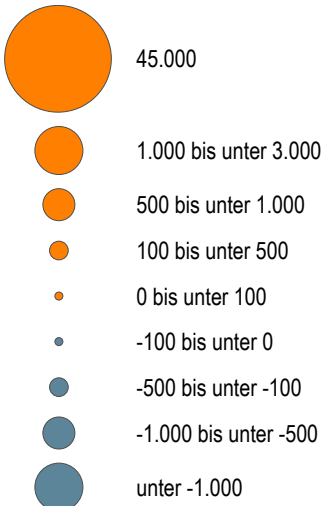 45.000
1.000 bis unter 3.000
500 bis unter 1.000
100 bis unter 500
0 bis unter 100
-100 bis unter 0
-500 bis unter -100
-1.000 bis unter -500
unter -1.000